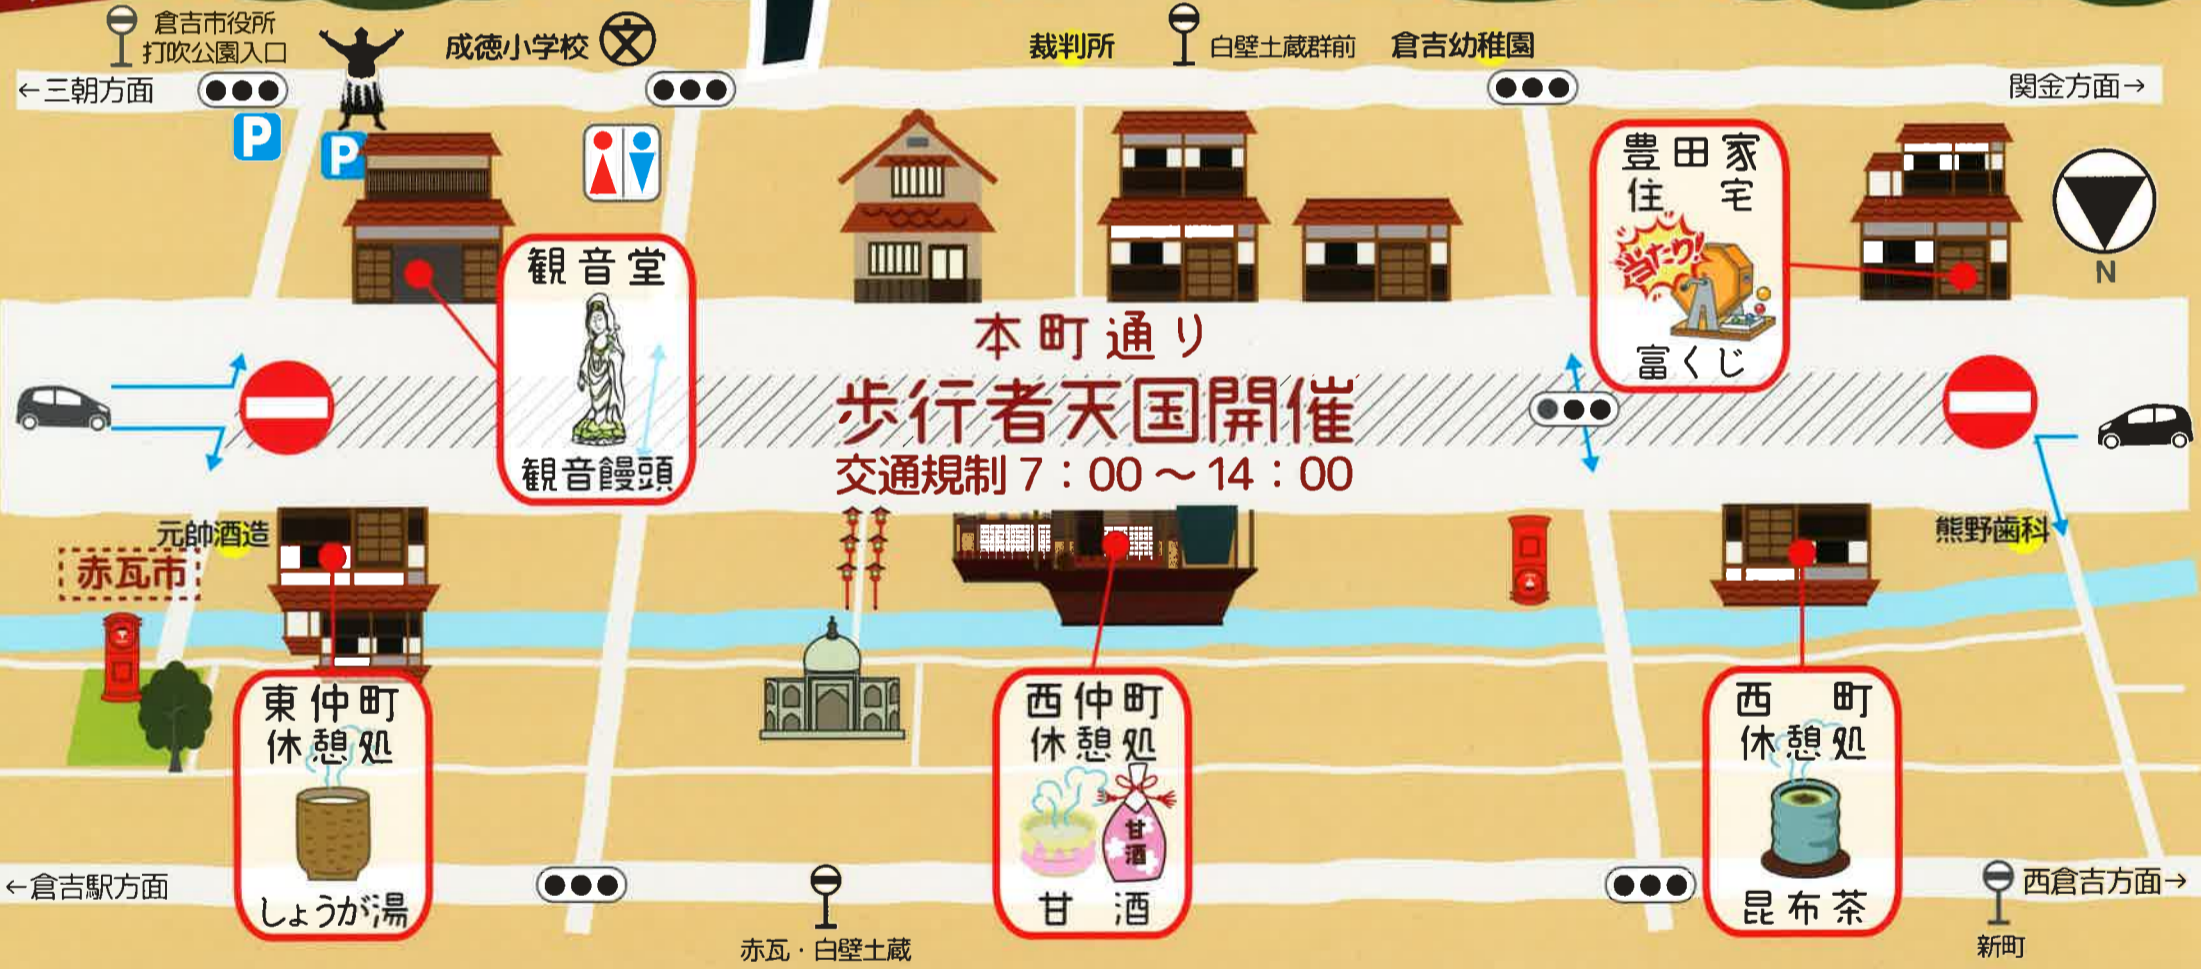 倉吉市役所
打吹公園入口
成徳小学校
文
裁判所
白壁土蔵群前
倉吉幼稚園
←三朝方面
関金方面→
P
P
豊田家
住宅
当たり!
富くじ
N
観音堂
観音饅頭
本町通り
歩行者天国開催
交通規制 7:00~14:00
元帥酒造
赤瓦市
熊野歯科
東仲町
休憩処
しょうが湯
西仲町
休憩処
甘酒
甘酒
西町
休憩処
昆布茶
←倉吉駅方面
赤瓦・白壁土蔵
西倉吉方面→
新町